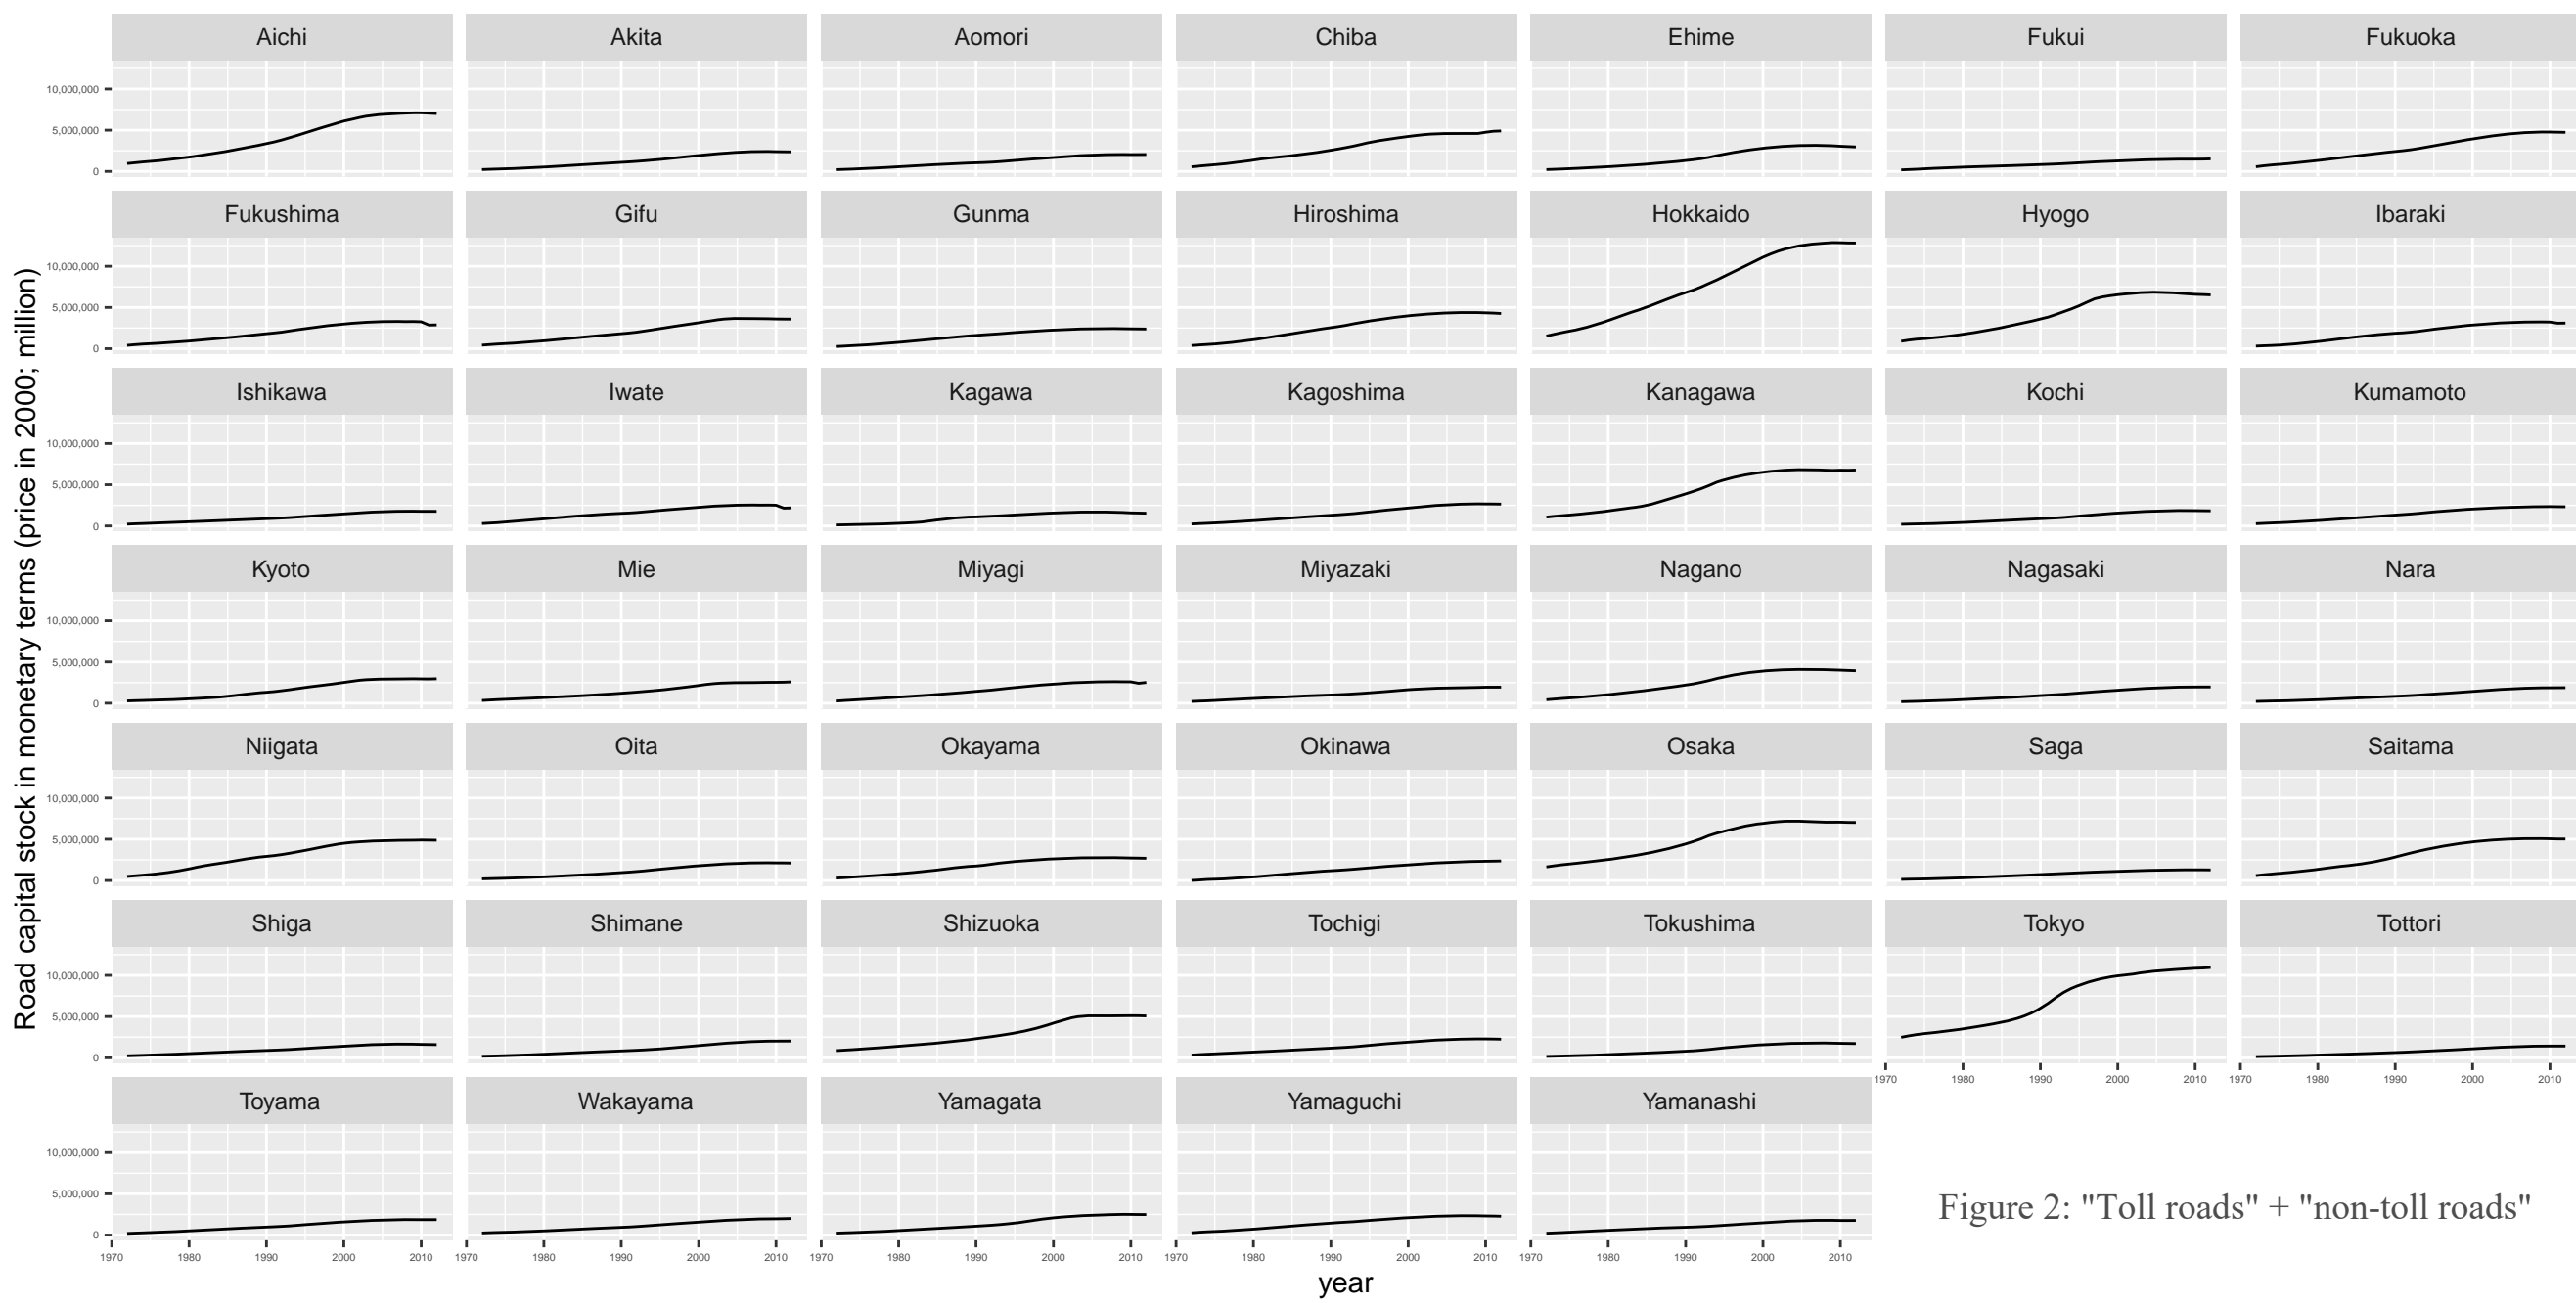 Aichi Akita Aomori Chiba Ehime Fukui Fukuoka
10,000,000
5,000,000
0
Fukushima Gifu Gunma Hiroshima Hokkaido Hyogo Ibaraki
10,000,000
5,000,000
0
Ishikawa Iwate Kagawa Kagoshima Kanagawa Kochi Kumamoto
10,000,000
5,000,000
0
Kyoto Mie Miyagi Miyazaki Nagano Nagasaki Nara
10,000,000
5,000,000
0
Niigata Oita Okayama Okinawa Osaka Saga Saitama
10,000,000
5,000,000
0
Shiga Shimane Shizuoka Tochigi Tokushima Tokyo Tottori
10,000,000
5,000,000
0
1970 1980 1990 2000 2010 1970 1980 1990 2000 2010
Toyama Wakayama Yamagata Yamaguchi Yamanashi
10,000,000
5,000,000
0
1970 1980 1990 2000 2010 1970 1980 1990 2000 2010 1970 1980 1990 2000 2010 1970 1980 1990 2000 2010 1970 1980 1990 2000 2010
year
Road capital stock in monetary terms (price in 2000; million)
Figure 2: "Toll roads" + "non-toll roads"